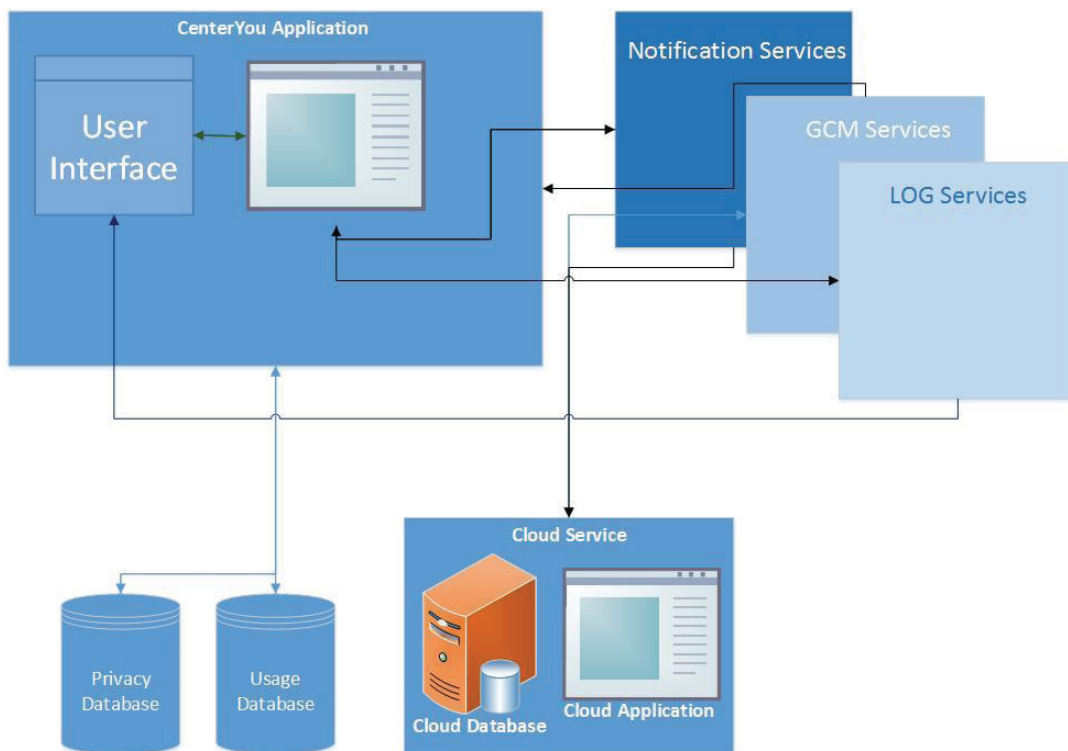 CenterYou Application
User
Interface
Notification Services
GCM Services
LOG Services
Cloud Service
Cloud Database
Cloud Application
Privacy
Database
Usage
Database